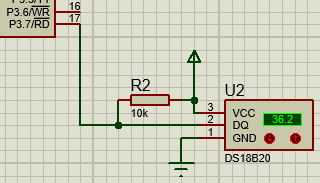 P3.6/WR 16
P3.7/RD 17
R2
10k
U2
3 VCC
2 DQ
1 GND
36.2
DS18B20